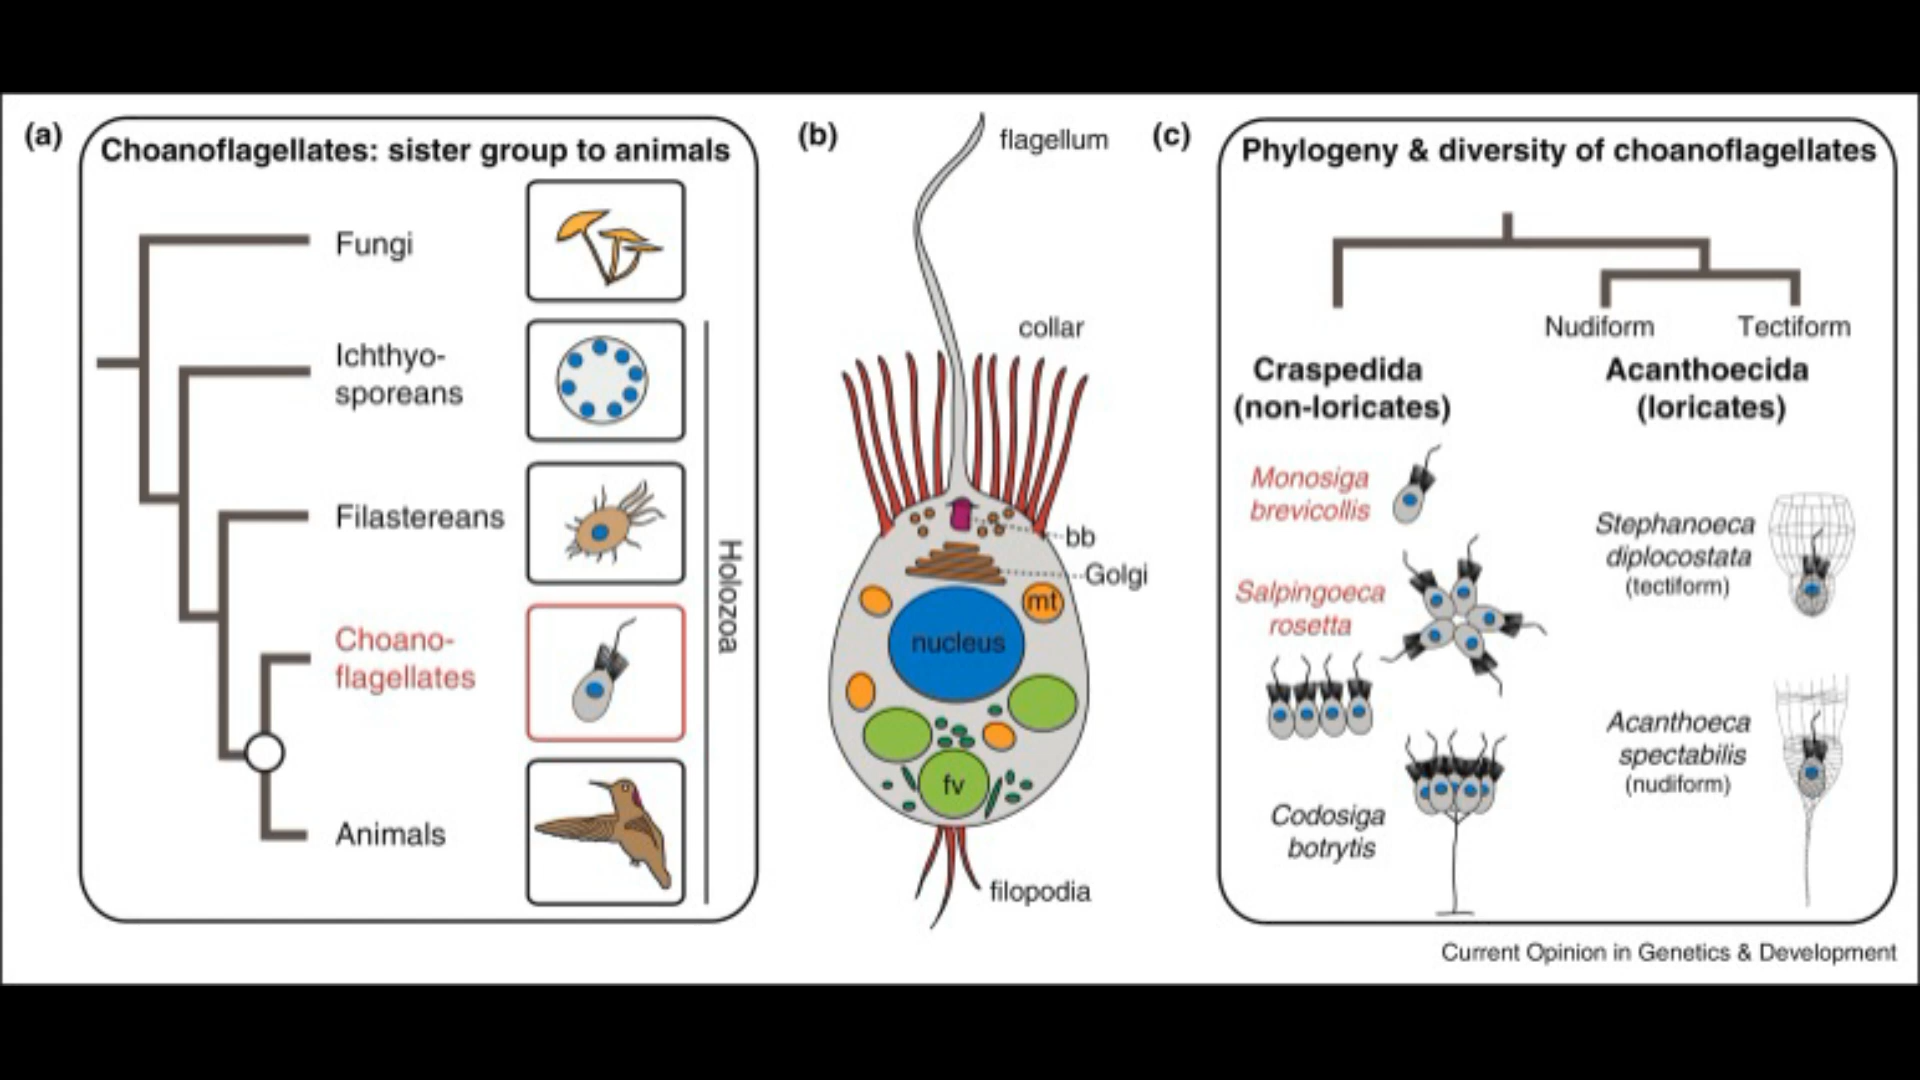 (a)
Choanoflagellates: sister group to animals
Fungi
Ichthyo-
sporeans
Filastereans
Choano-
flagellates
Animals
Holozoa
(b)
flagellum
collar
bb
Golgi
mt
nucleus
fv
filopodia
(c)
Phylogeny & diversity of choanoflagellates
Nudiform Tectiform
Craspedida
(non-loricates)
Acanthoecida
(loricates)
Monosiga
brevicollis
Salpingoeca
rosetta
Codosiga
botrytis
Stephanoeca
diplocostata
(tectiform)
Acanthoeca
spectabilis
(nudiform)
Current Opinion in Genetics & Development